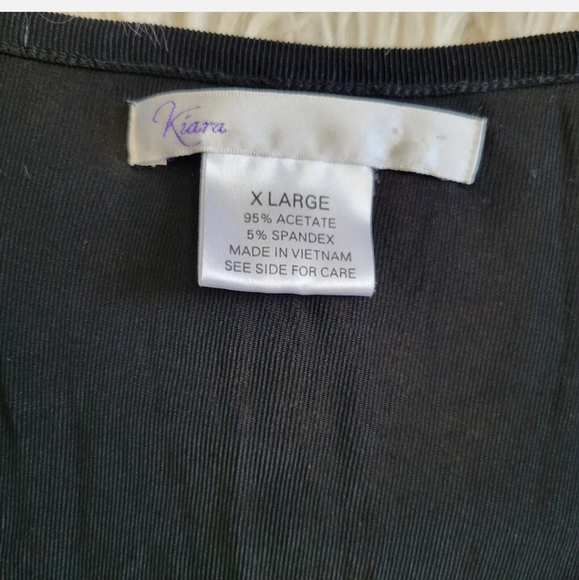 Kiara
X LARGE
95% ACETATE
5% SPANDEX
MADE IN VIETNAM
SEE SIDE FOR CARE